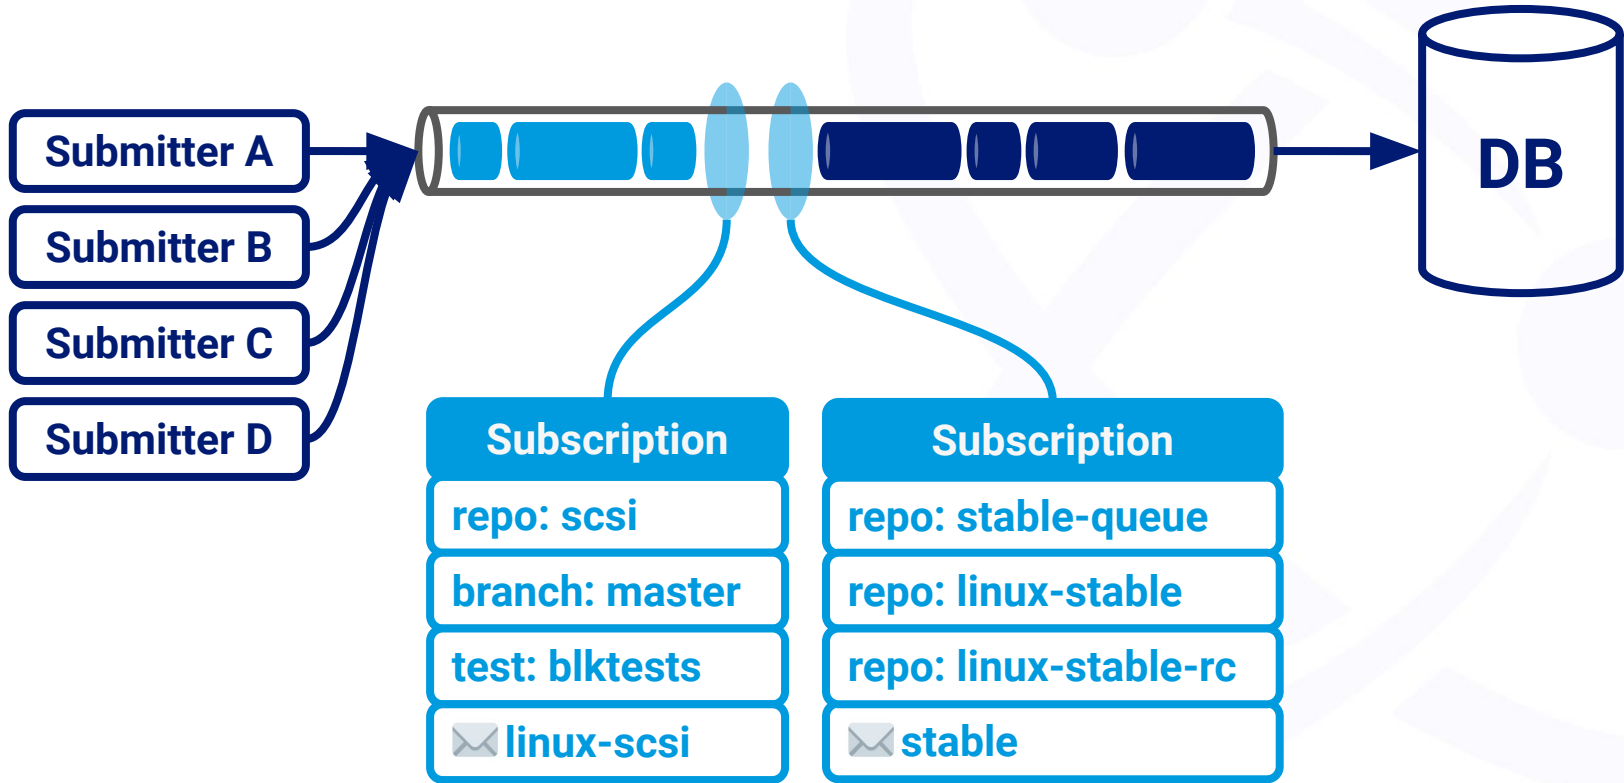 Submitter A
Submitter B
Submitter C
Submitter D
DB
Subscription
repo: scsi
branch: master
test: blktests
linux-scsi
Subscription
repo: stable-queue
repo: linux-stable
repo: linux-stable-rc
stable